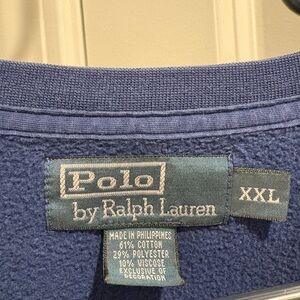 Polo
by Ralph Lauren
XXL
MADE IN PHILIPPINES
61% COTTON
29% POLYESTER
10% VISCOSE
EXCLUSIVE OF
DECORATION